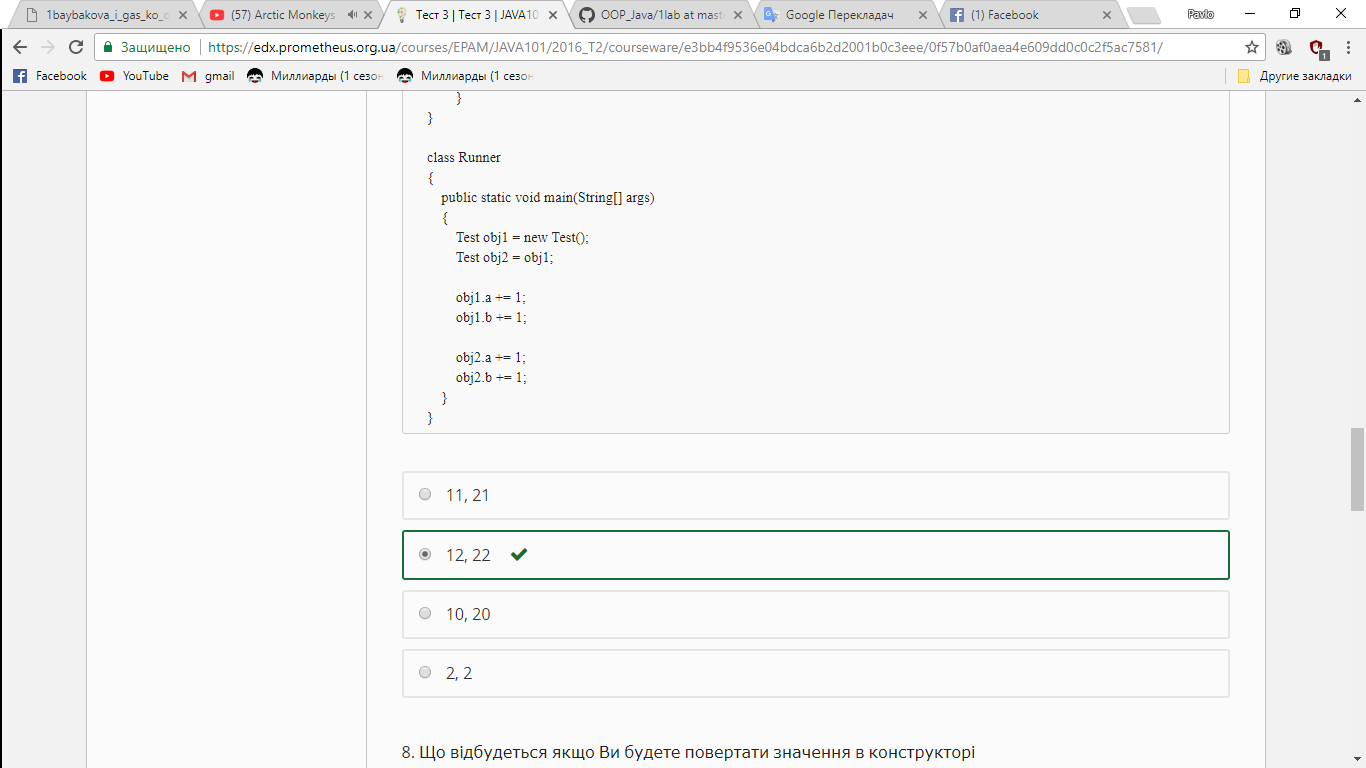 1baybakova_i_gas_ko_o
(57) Arctic Monkeys
Тест 3 | Тест 3 | JAVA10
OOP_Java/1lab at mast
Google Перекладач
(1) Facebook
Pavlo
Защищено
https://edx.prometheus.org.ua/courses/EPAM/JAVA101/2016_T2/courseware/e3bb4f9536e04bdca6b2d2001b0c3eee/0f57b0af0aea4e609dd0c0c2f5ac7581/
1
Facebook
YouTube
gmail
Миллиарды (1 сезон
Миллиарды (1 сезон
Другие закладки
}
}
class Runner
{
public static void main(String[] args)
{
Test obj1 = new Test();
Test obj2 = obj1;
obj1.a += 1;
obj1.b += 1;
obj2.a += 1;
obj2.b += 1;
}
}
11, 21
12, 22
10, 20
2, 2
8. Що відбудеться якщо Ви будете повертати значення в конструкторі